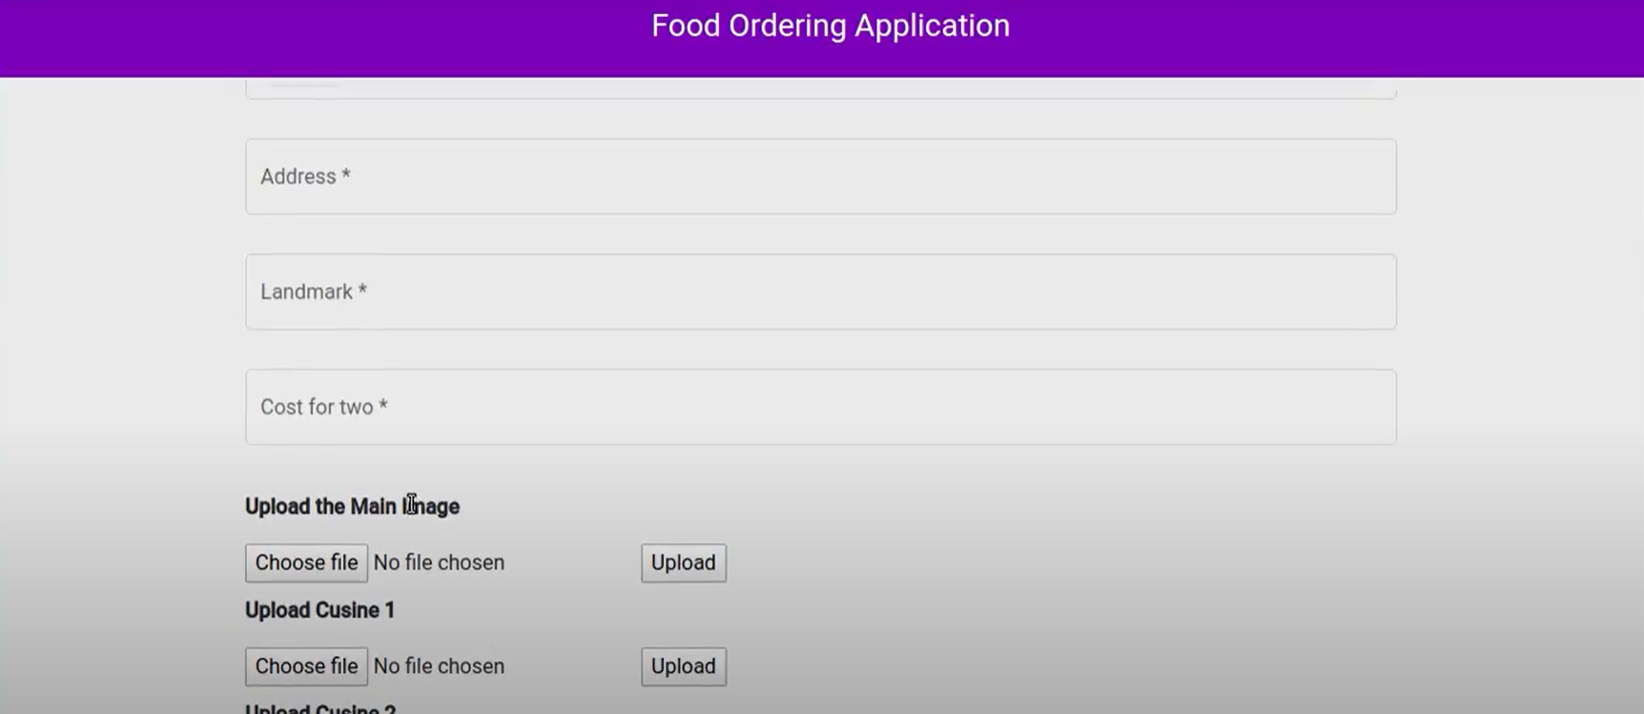 Food Ordering Application
Address *
Landmark *
Cost for two *
Upload the Main Image
Choose file No file chosen Upload
Upload Cusine 1
Choose file No file chosen Upload
Upload Cusine 2